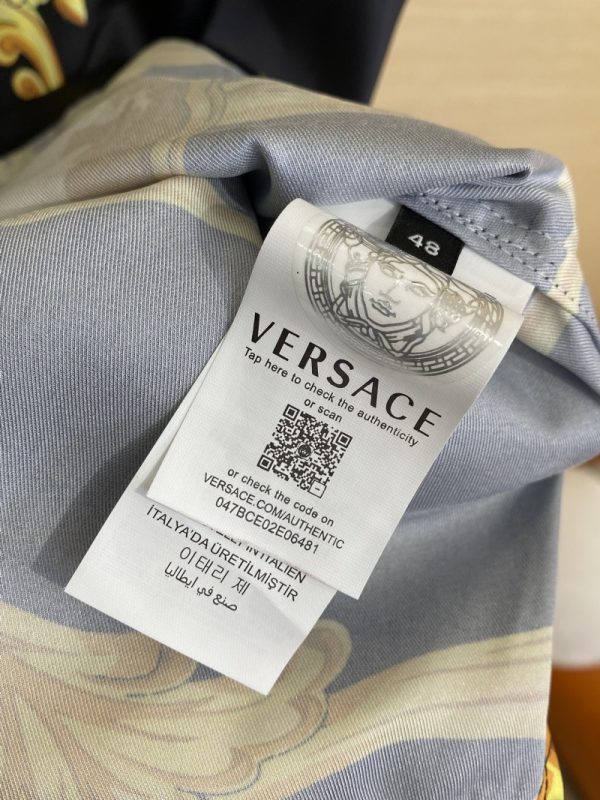 48
VERSACE
Tap here to check the authenticity
or scan
or check the code on
VERSACE.COM/AUTHENTIC
047BCE02E06481
IN ITALIEN
İTALYA'DA ÜRETİLMİŞTİR
이태리 제
صنع في ايطاليا